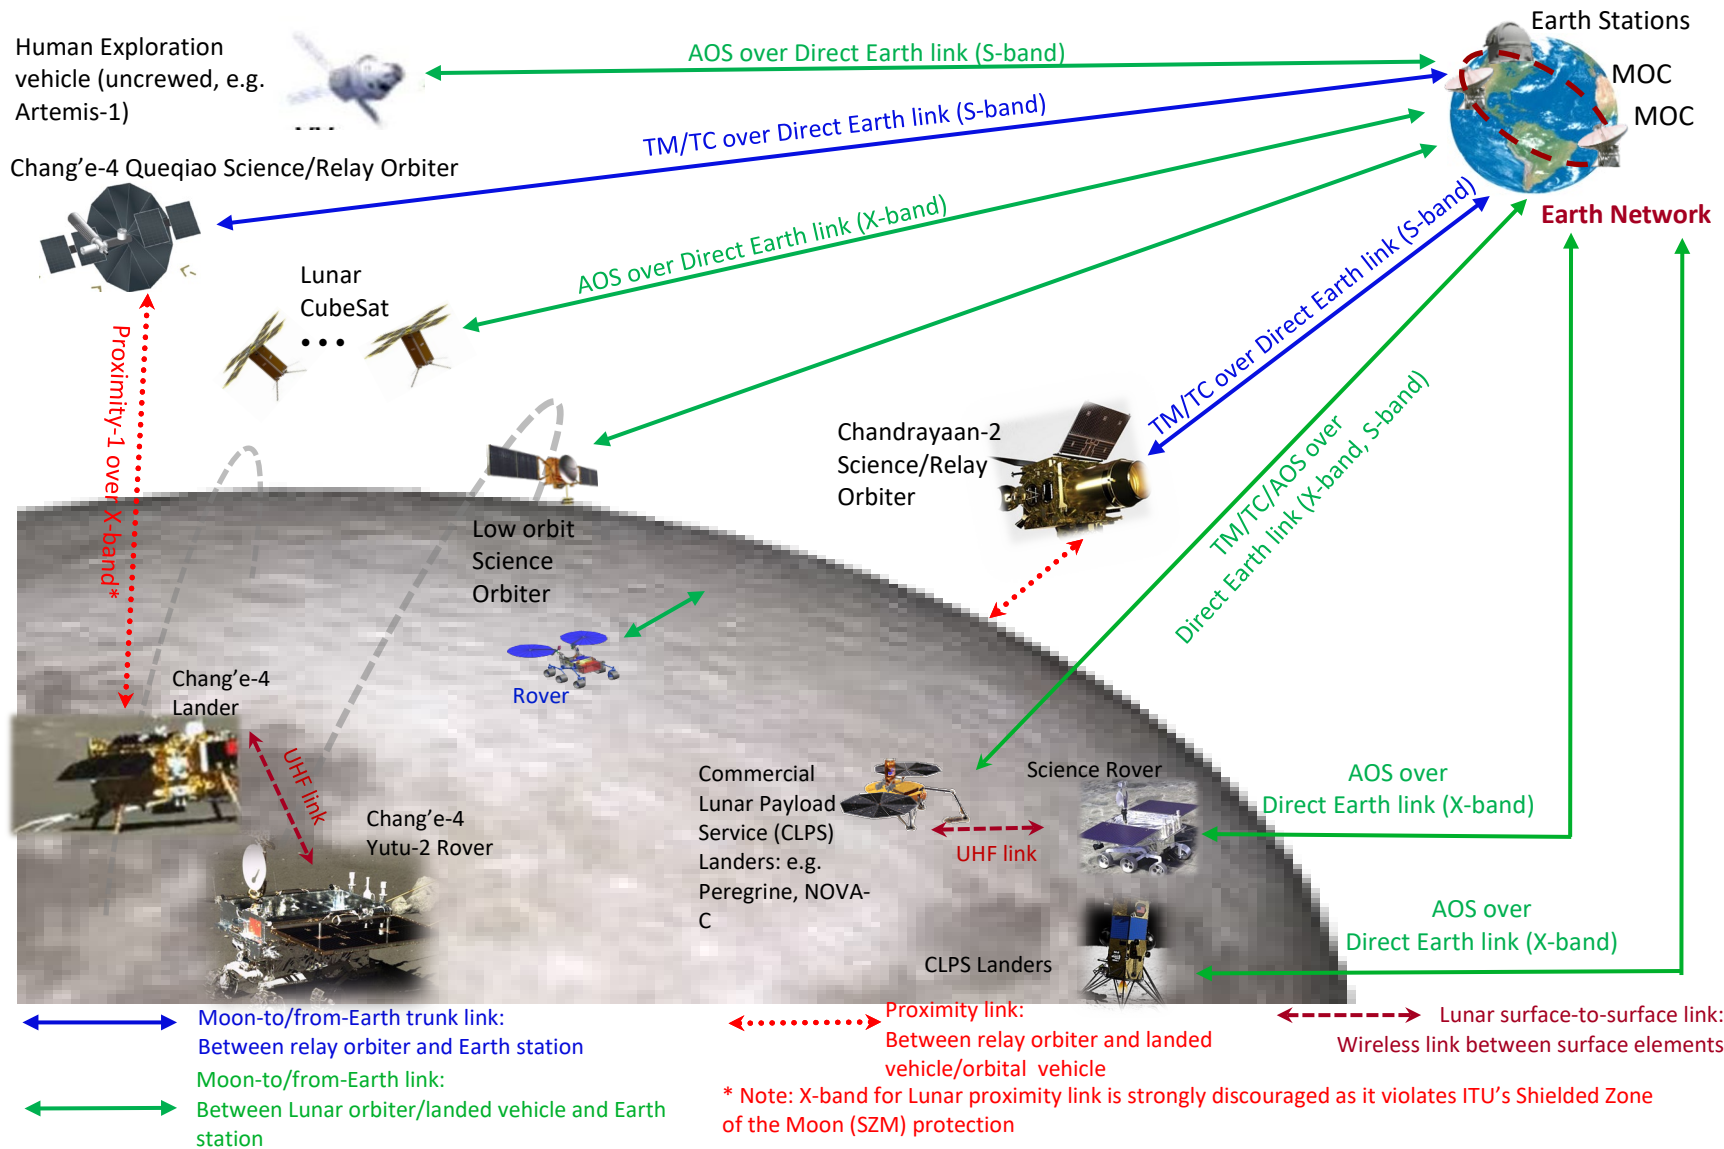 Earth Stations
Human Exploration
vehicle (uncrewed, e.g.
Artemis-1)
AOS over Direct Earth link (S-band)
MOC
MOC
TM/TC over Direct Earth link (S-band)
Chang’e-4 Queqiao Science/Relay Orbiter
Earth Network
AOS over Direct Earth link (X-band)
TM/TC over Direct Earth link (S-band)
Lunar
CubeSat
Proximity-1 over X-band*
Chandrayaan-2
Science/Relay
Orbiter
TM/TC/AOS over
Direct Earth link (X-band, S-band)
Low orbit
Science
Orbiter
Rover
Chang’e-4
Lander
UHF link
Chang’e-4
Yutu-2 Rover
Commercial
Lunar Payload
Service (CLPS)
Landers: e.g.
Peregrine, NOVA-
C
Science Rover
UHF link
AOS over
Direct Earth link (X-band)
AOS over
Direct Earth link (X-band)
CLPS Landers
Moon-to/from-Earth trunk link:
Between relay orbiter and Earth station
Moon-to/from-Earth link:
Between Lunar orbiter/landed vehicle and Earth
station
Proximity link:
Between relay orbiter and landed
vehicle/orbital vehicle
Lunar surface-to-surface link:
Wireless link between surface elements
* Note: X-band for Lunar proximity link is strongly discouraged as it violates ITU’s Shielded Zone
of the Moon (SZM) protection